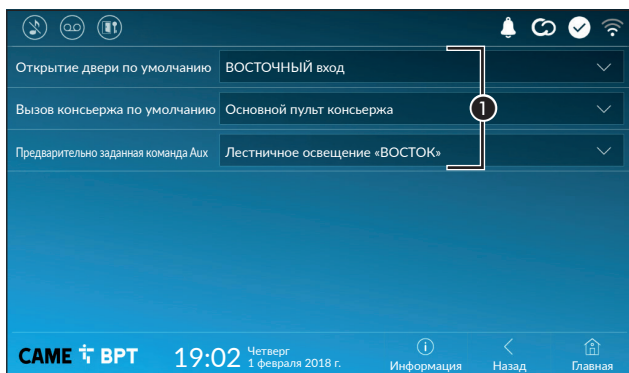 Открытие двери по умолчанию ВОСТОЧНЫЙ вход
1
Вызов консьержа по умолчанию Основной пульт консьержа
Предварительно заданная команда Aux Лестничное освещение «ВОСТОК»
CAME BPT 19:02 Четверг
1 февраля 2018 г.
Информация Назад Главная